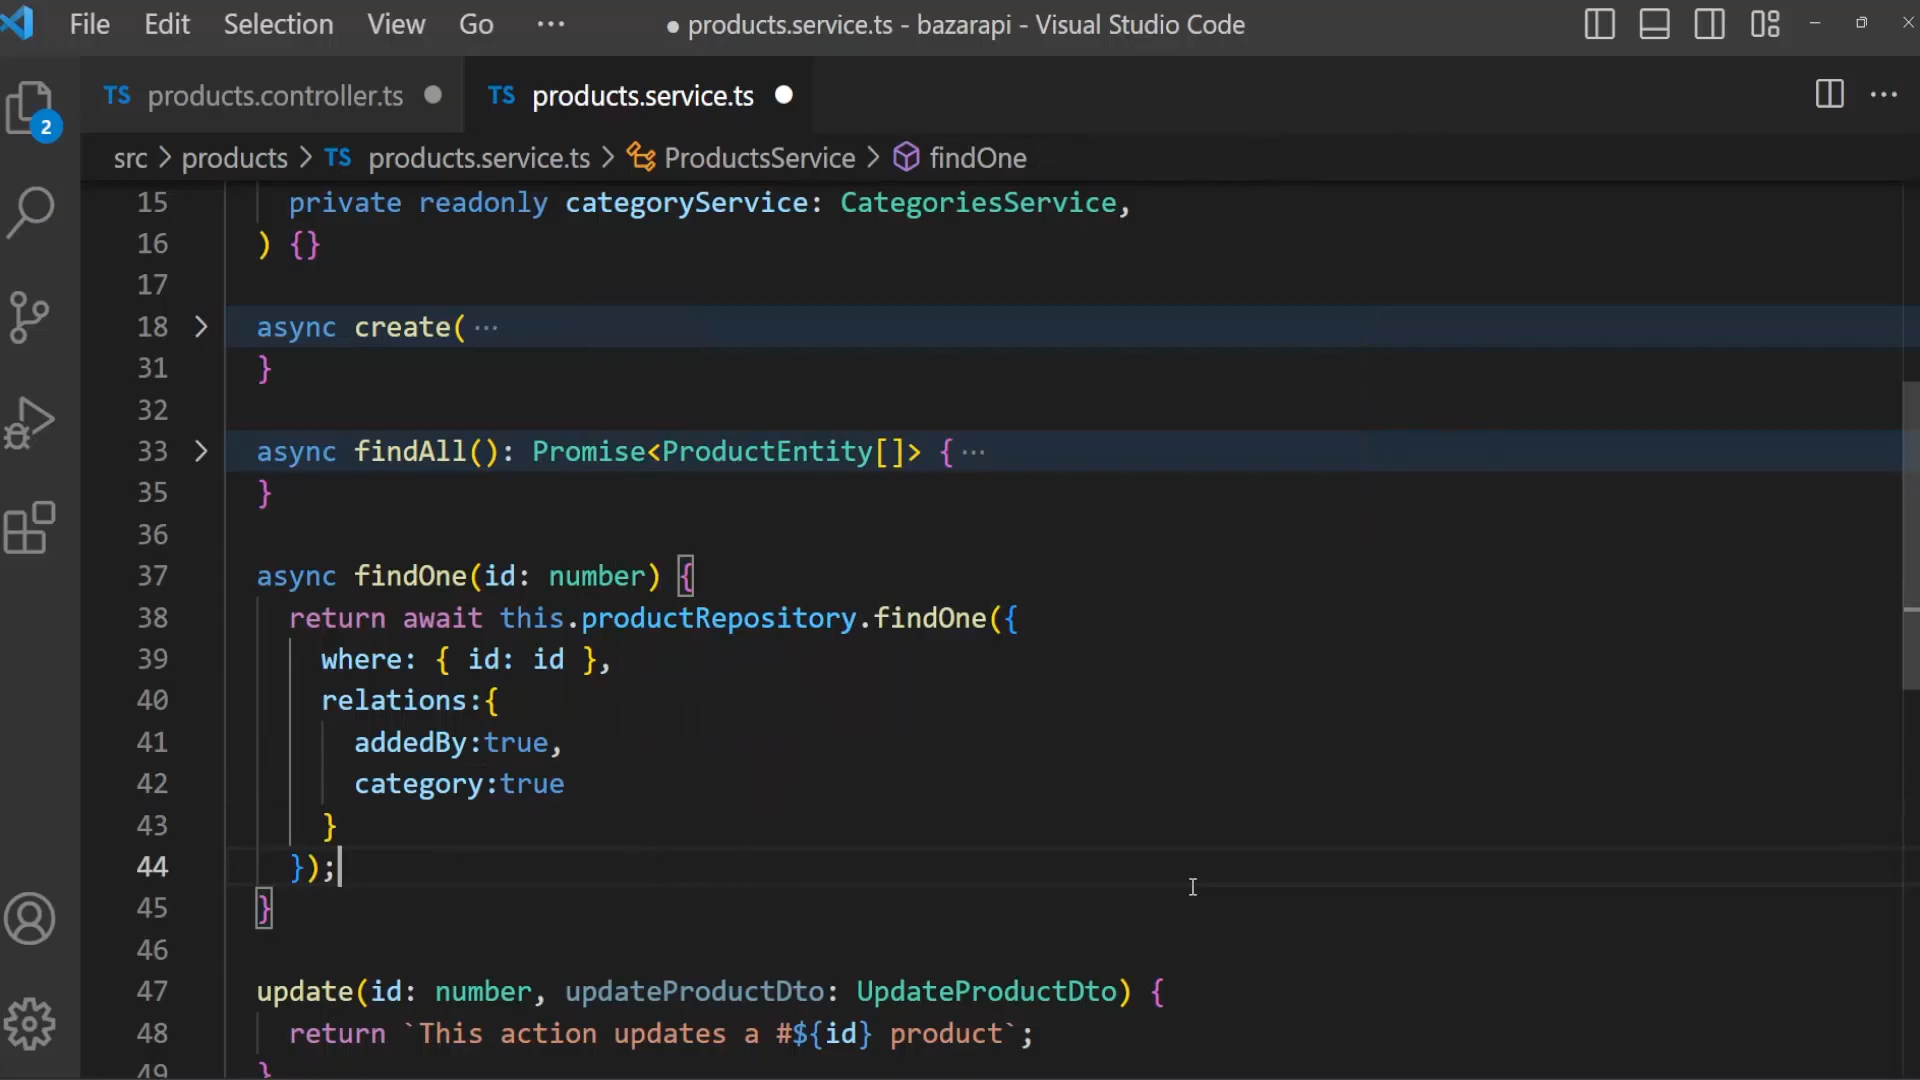 File Edit Selection View Go ··· ● products.service.ts - bazarapi - Visual Studio Code
TS products.controller.ts ● TS products.service.ts ●
src > products > TS products.service.ts > ProductsService > findOne
2
15 private readonly categoryService: CategoriesService,
16 ) {}
17
18 async create( ···
31 }
32
33 async findAll(): Promise<ProductEntity[]> { ···
35 }
36
37 async findOne(id: number) {
38 return await this.productRepository.findOne({
39 where: { id: id },
40 relations:{
41 addedBy:true,
42 category:true
43 }
44 });
45 }
46
47 update(id: number, updateProductDto: UpdateProductDto) {
48 return `This action updates a #${id} product`;
49 }